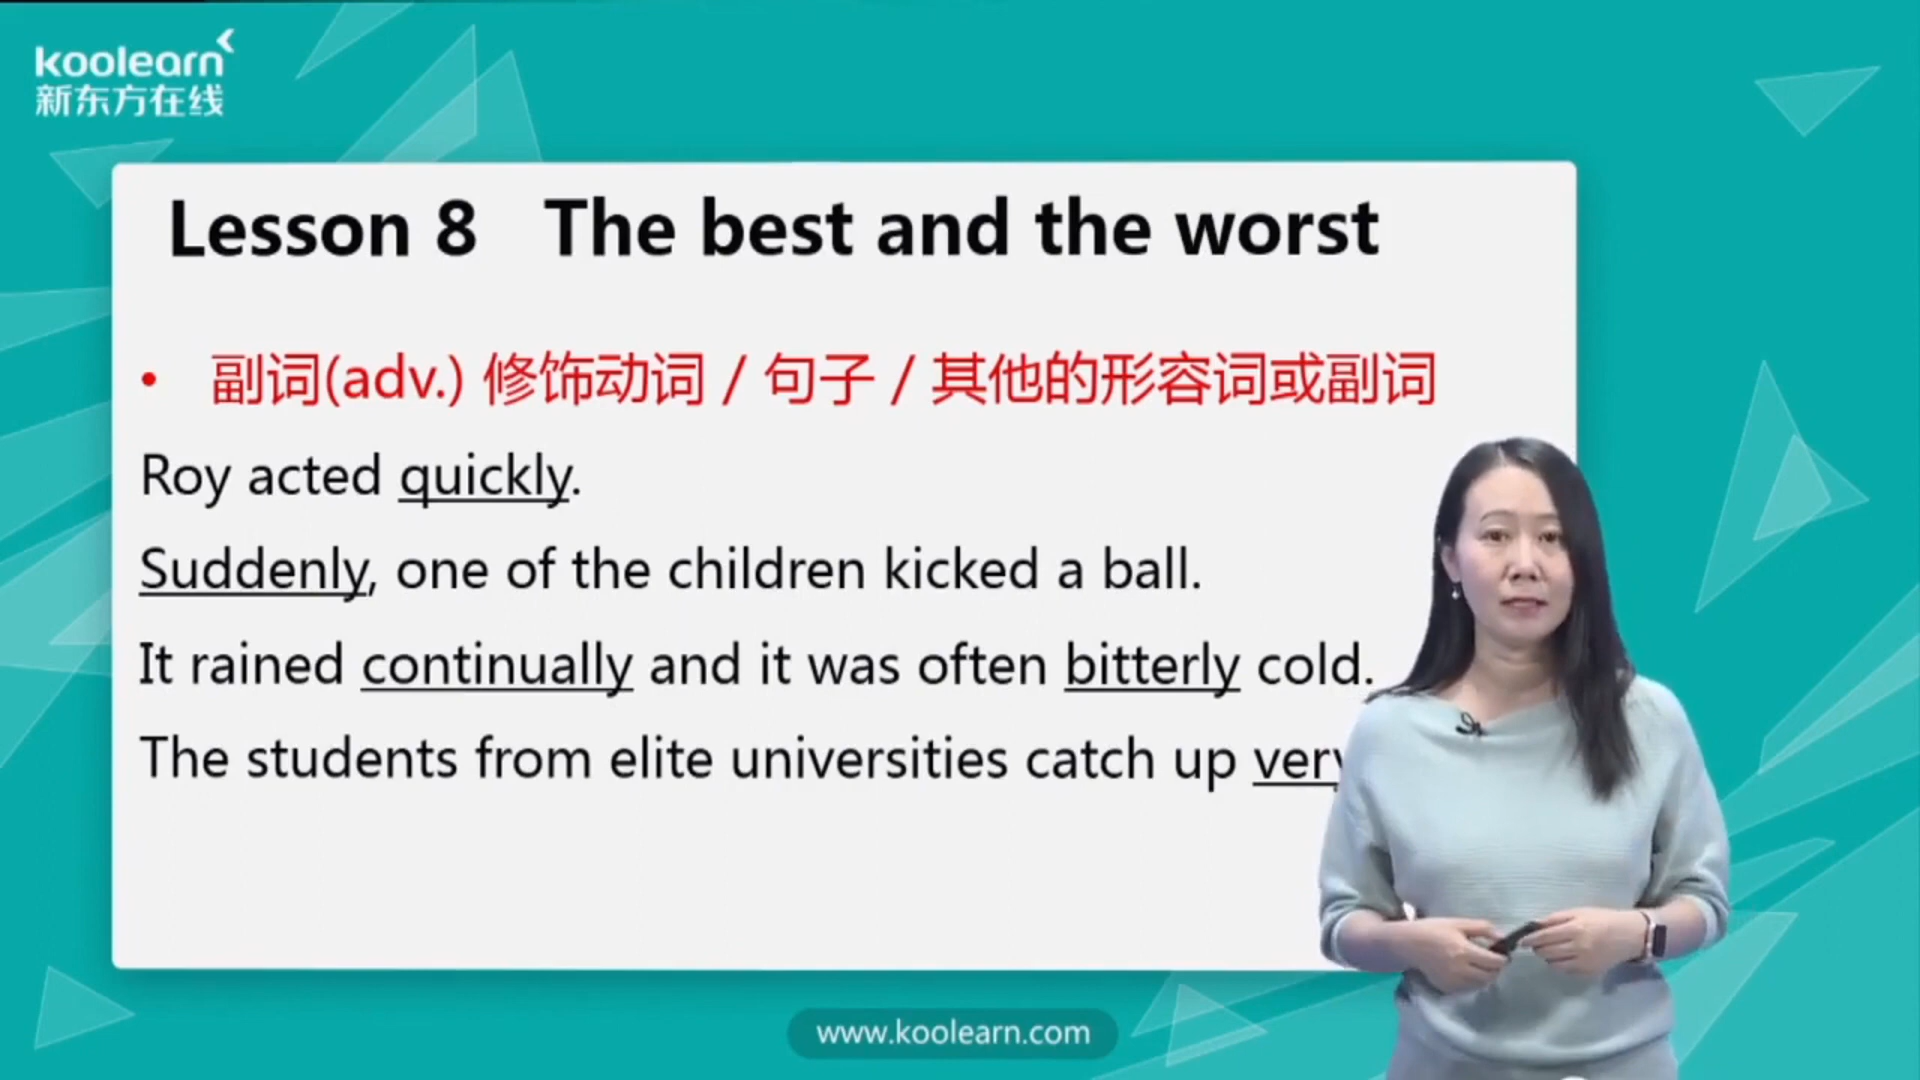 koolearn
新东方在线
Lesson 8 The best and the worst
• 副词(adv.) 修饰动词 / 句子 / 其他的形容词或副词
Roy acted quickly.
Suddenly, one of the children kicked a ball.
It rained continually and it was often bitterly cold.
The students from elite universities catch up very
www.koolearn.com